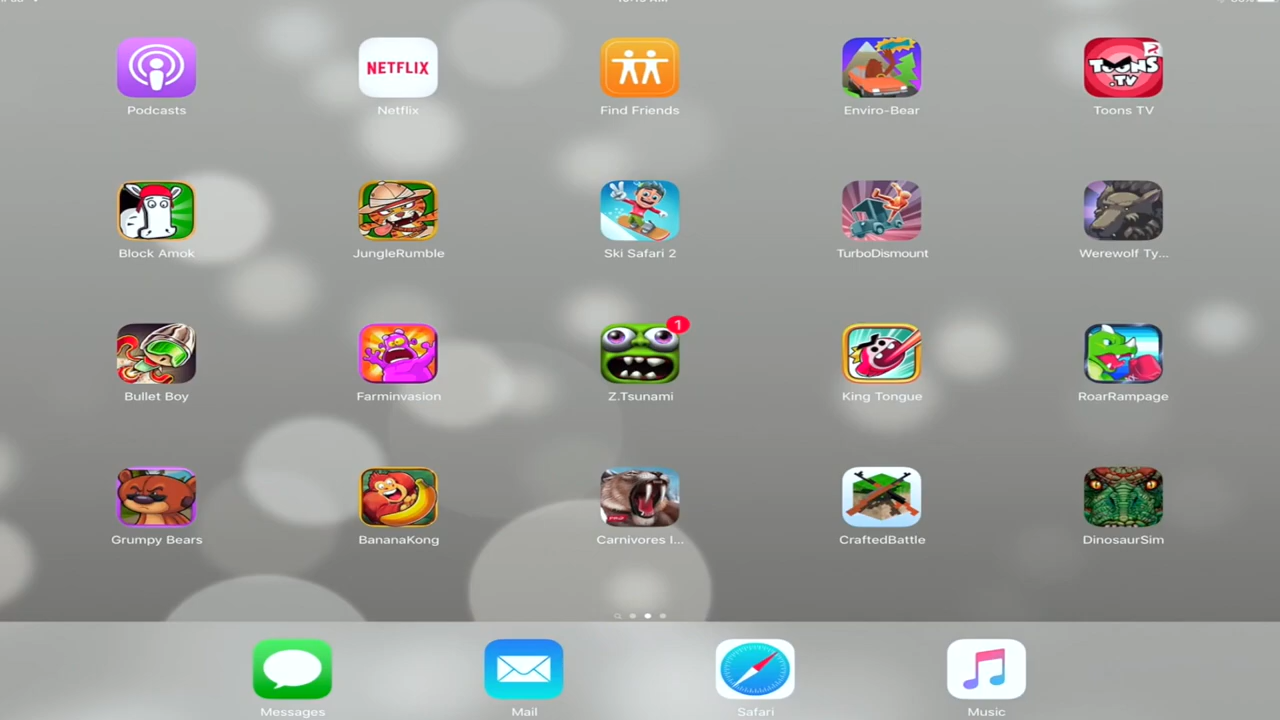 Podcasts
NETFLIX
Netflix
Find Friends
Enviro-Bear
TOONS
.TV
Toons TV
Block Amok
JungleRumble
Ski Safari 2
TurboDismount
Werewolf Ty...
Bullet Boy
Farminvasion
1
Z.Tsunami
King Tongue
RoarRampage
Grumpy Bears
BananaKong
Carnivores I...
CraftedBattle
DinosaurSim
Messages
Mail
Safari
Music